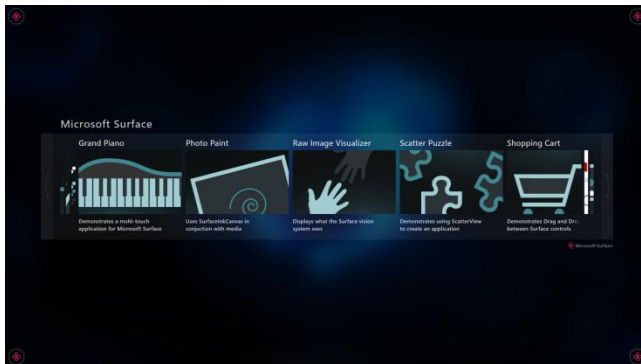 Microsoft Surface
Grand Piano
Photo Paint
Raw Image Visualizer
Scatter Puzzle
Shopping Cart
Demonstrates a multi-touch
application for Microsoft Surface
Uses SurfaceInkCanvas in
conjuction with media
Displays what the Surface vision
system sees
Demonstrates using ScatterView
to create an application
Demonstrates Drag and Dro
between Surface controls
Microsoft Surface